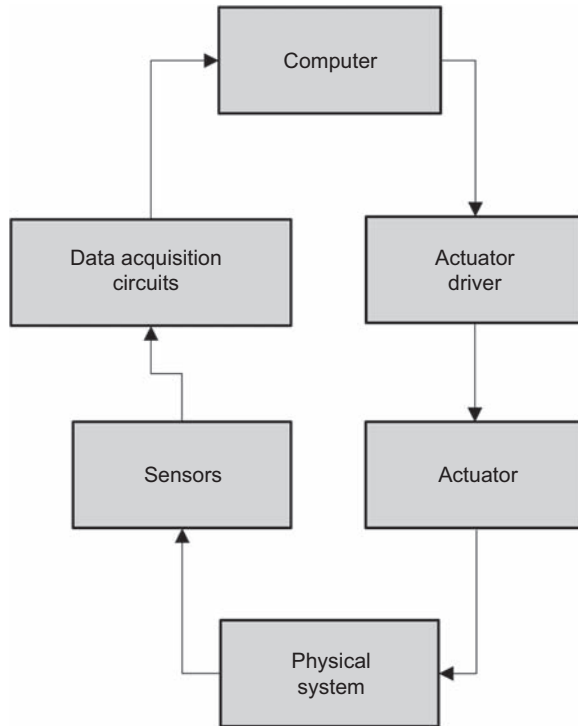 Computer
Data acquisition
circuits
Actuator
driver
Sensors
Actuator
Physical
system